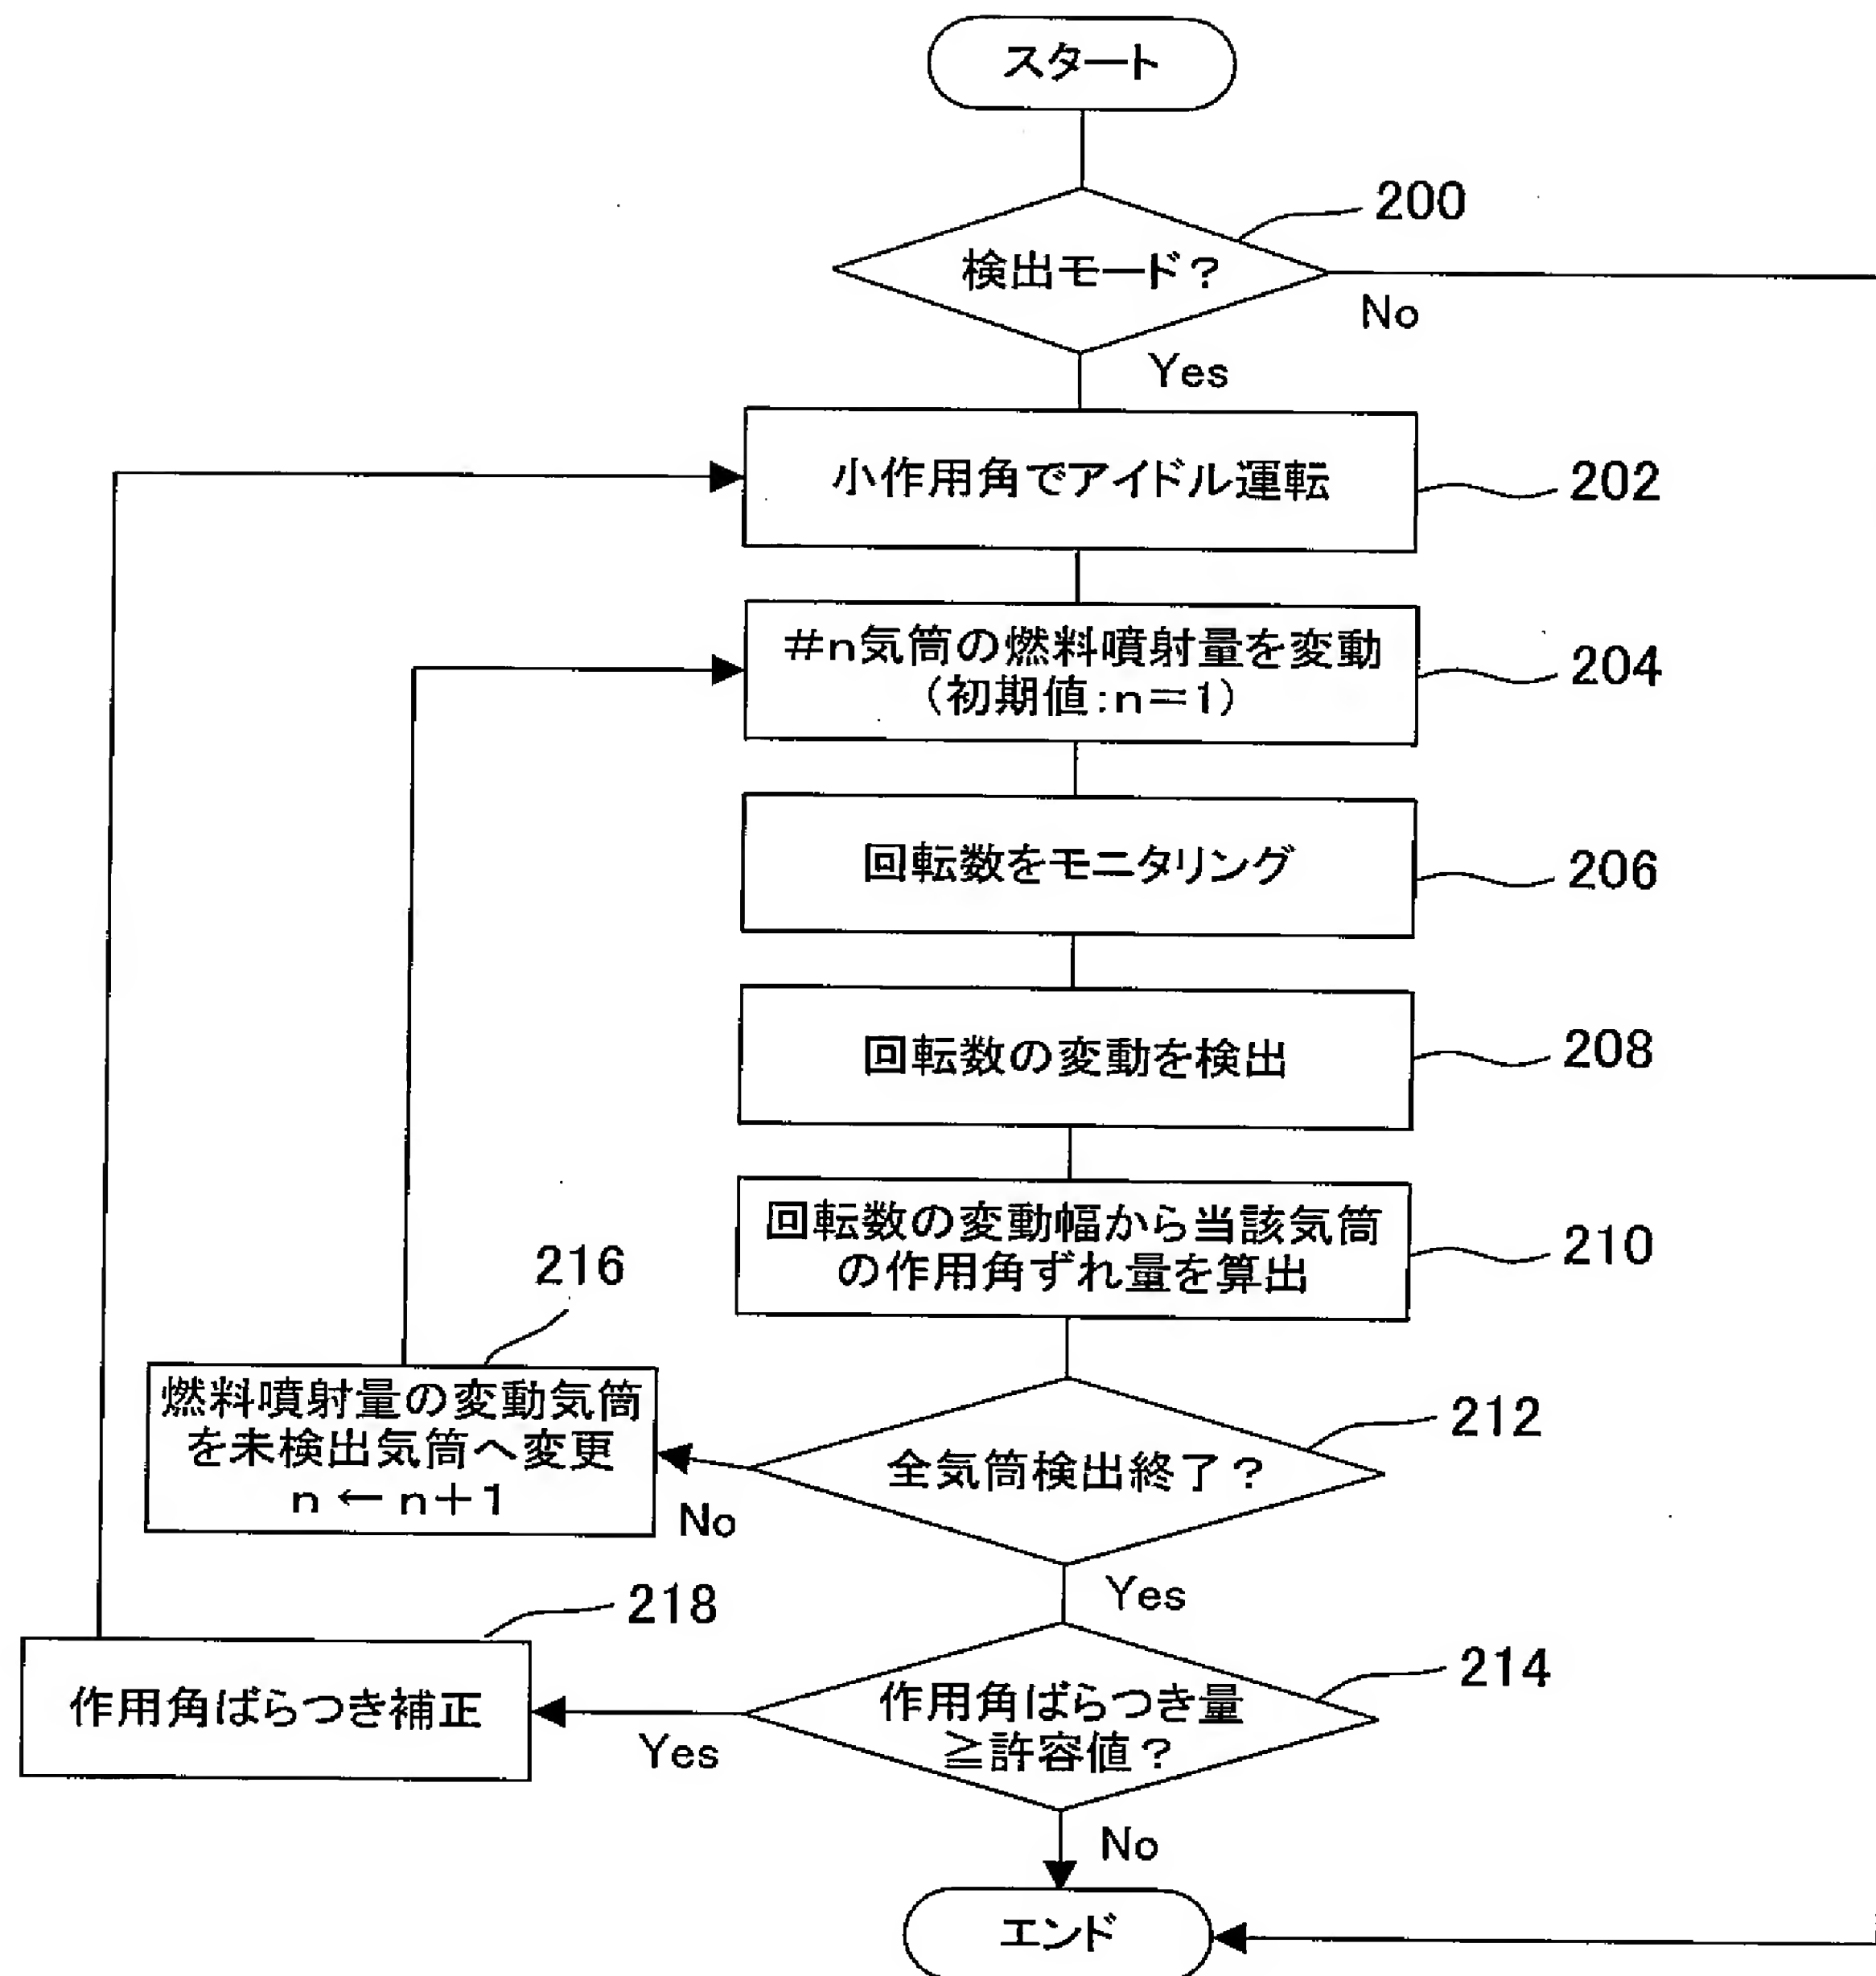 スタート
200
検出モード？
No
Yes
小作用角でアイドル運転
202
＃n気筒の燃料噴射量を変動
（初期値：n＝1）
204
回転数をモニタリング
206
回転数の変動を検出
208
回転数の変動幅から当該気筒
の作用角ずれ量を算出
210
216
燃料噴射量の変動気筒
を未検出気筒へ変更
n ← n＋1
212
全気筒検出終了？
No
Yes
218
作用角ばらつき補正
214
作用角ばらつき量
≧許容値？
Yes
No
エンド